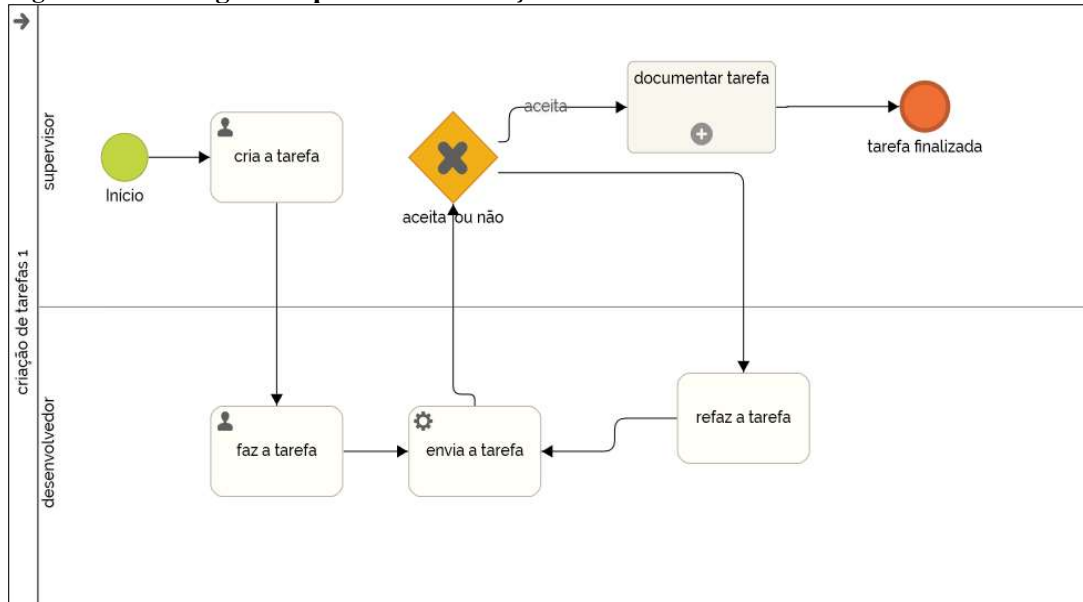 criação de tarefas 1
supervisor
Início
cria a tarefa
aceita ou não
aceita
documentar tarefa
tarefa finalizada
desenvolvedor
faz a tarefa
envia a tarefa
refaz a tarefa